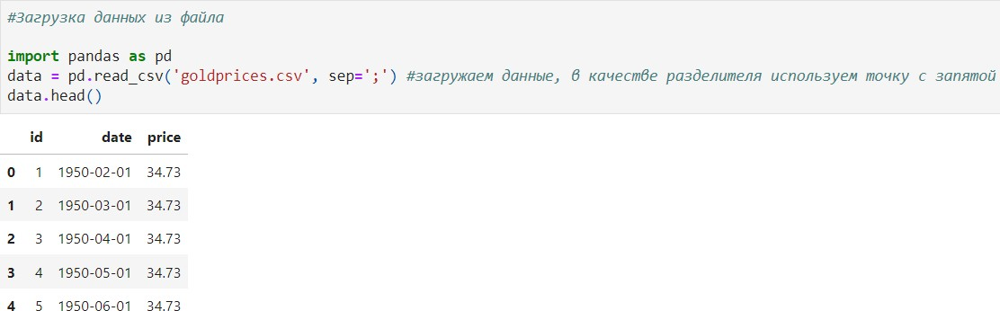 #Загрузка данных из файла
import pandas as pd
data = pd.read_csv('goldprices.csv', sep=';') #загружаем данные, в качестве разделителя используем точку с запятой
data.head()
id date price
0 1 1950-02-01 34.73
1 2 1950-03-01 34.73
2 3 1950-04-01 34.73
3 4 1950-05-01 34.73
4 5 1950-06-01 34.73